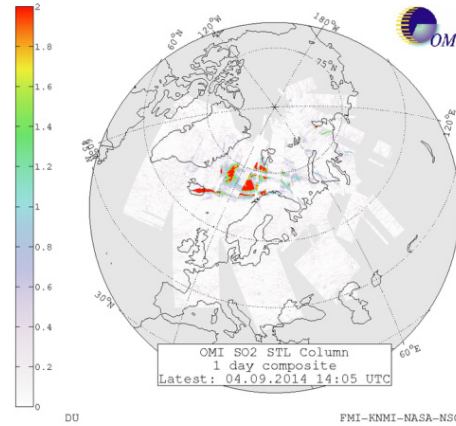 2
1.8
1.6
1.4
1.2
1
0.8
0.6
0.4
0.2
0
DU
60°N
120°W
180°W
75°N
60°N
45°N
120°E
30°N
60°E
OMI SO2 STL Column
1 day composite
Latest: 04.09.2014 14:05 UTC
FMI-KNMI-NASA-NSO